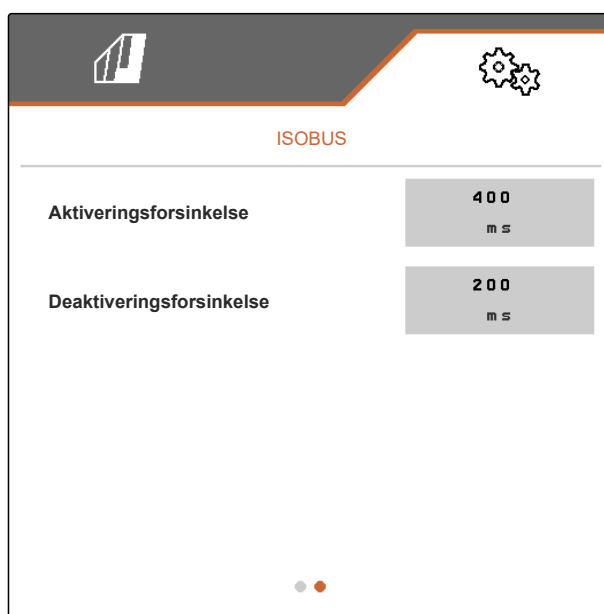 ISOBUS
Aktiveringsforsinkelse
400
ms
Deaktiveringsforsinkelse
200
ms